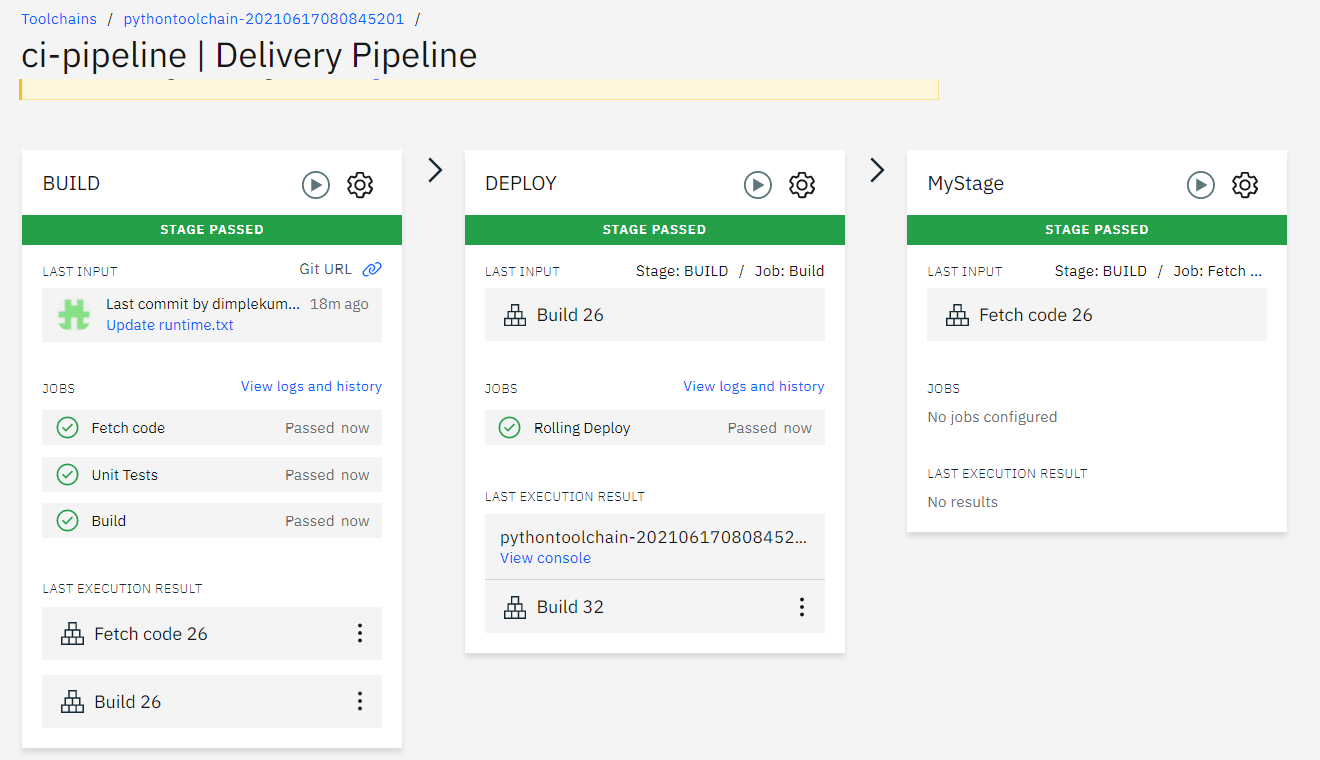 Toolchains / pythontoolchain-20210617080845201 /
ci-pipeline | Delivery Pipeline
BUILD
STAGE PASSED
LAST INPUT Git URL
Last commit by dimplekum... 18m ago
Update runtime.txt
JOBS View logs and history
Fetch code Passed now
Unit Tests Passed now
Build Passed now
LAST EXECUTION RESULT
Fetch code 26
Build 26
DEPLOY
STAGE PASSED
LAST INPUT Stage: BUILD / Job: Build
Build 26
JOBS View logs and history
Rolling Deploy Passed now
LAST EXECUTION RESULT
pythontoolchain-202106170808452...
View console
Build 32
MyStage
STAGE PASSED
LAST INPUT Stage: BUILD / Job: Fetch ...
Fetch code 26
JOBS
No jobs configured
LAST EXECUTION RESULT
No results